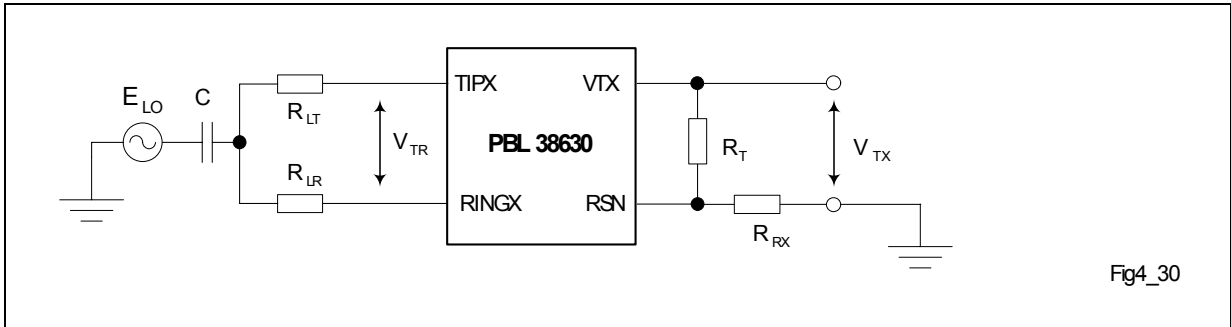 E LO
C
R LT
R LR
V TR
TIPX
RINGX
PBL 38630
VTX
RSN
R T
R RX
V TX
Fig4_30